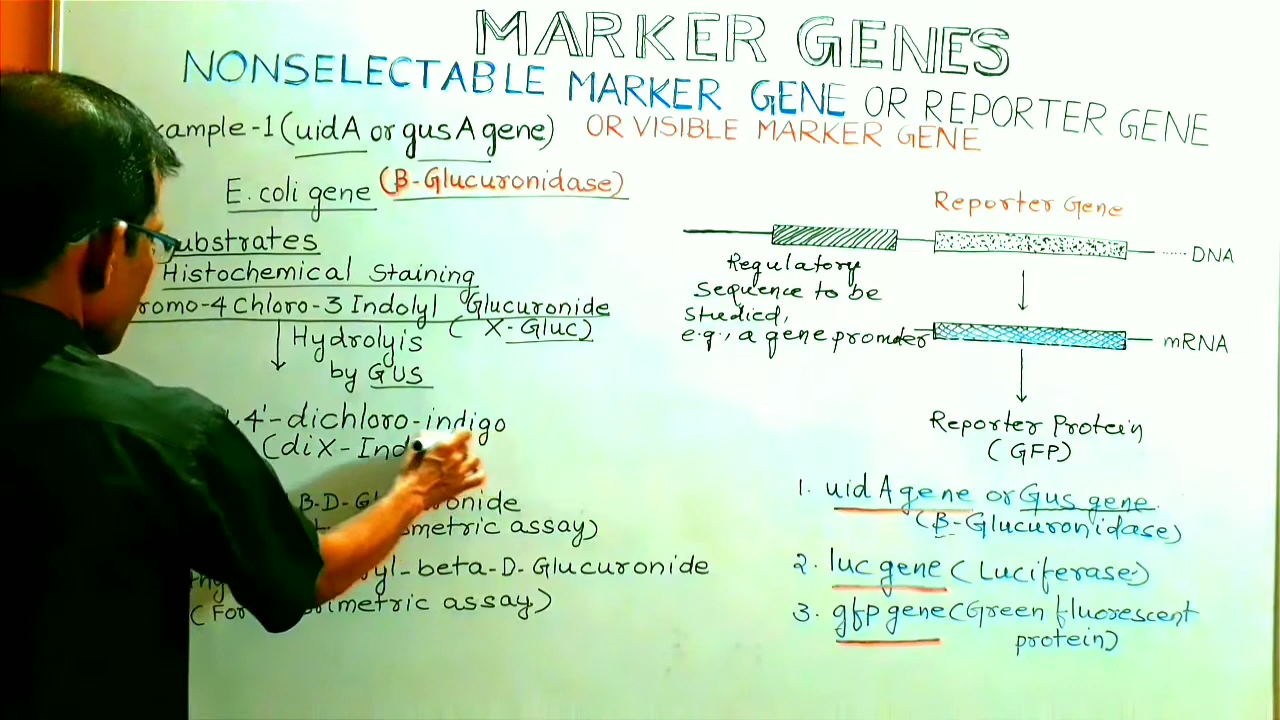 MARKER GENES
NONSELECTABLE MARKER GENE OR REPORTER GENE
OR VISIBLE MARKER GENE
xample-1 (uidA or gusA gene)
E.coli gene (β-Glucuronidase)
ubstrates
Histochemical Staining
romo-4 Chloro-3 Indolyl Glucuronide
(X-Gluc)
Hydrolyis
by GUS
4'-dichloro-indigo
(diX-Ind
B-D-Gl onide
metric assay)
yl-beta-D-Glucuronide
(For imetric assay)
Reporter Gene
DNA
Regulatory
Sequence to be
studied,
e.g., a gene promoter
mRNA
Reporter Protein
(GFP)
1. uidA gene or Gus gene
(β-Glucuronidase)
2. luc gene (Luciferase)
3. gfp gene (Green fluorescent
protein)